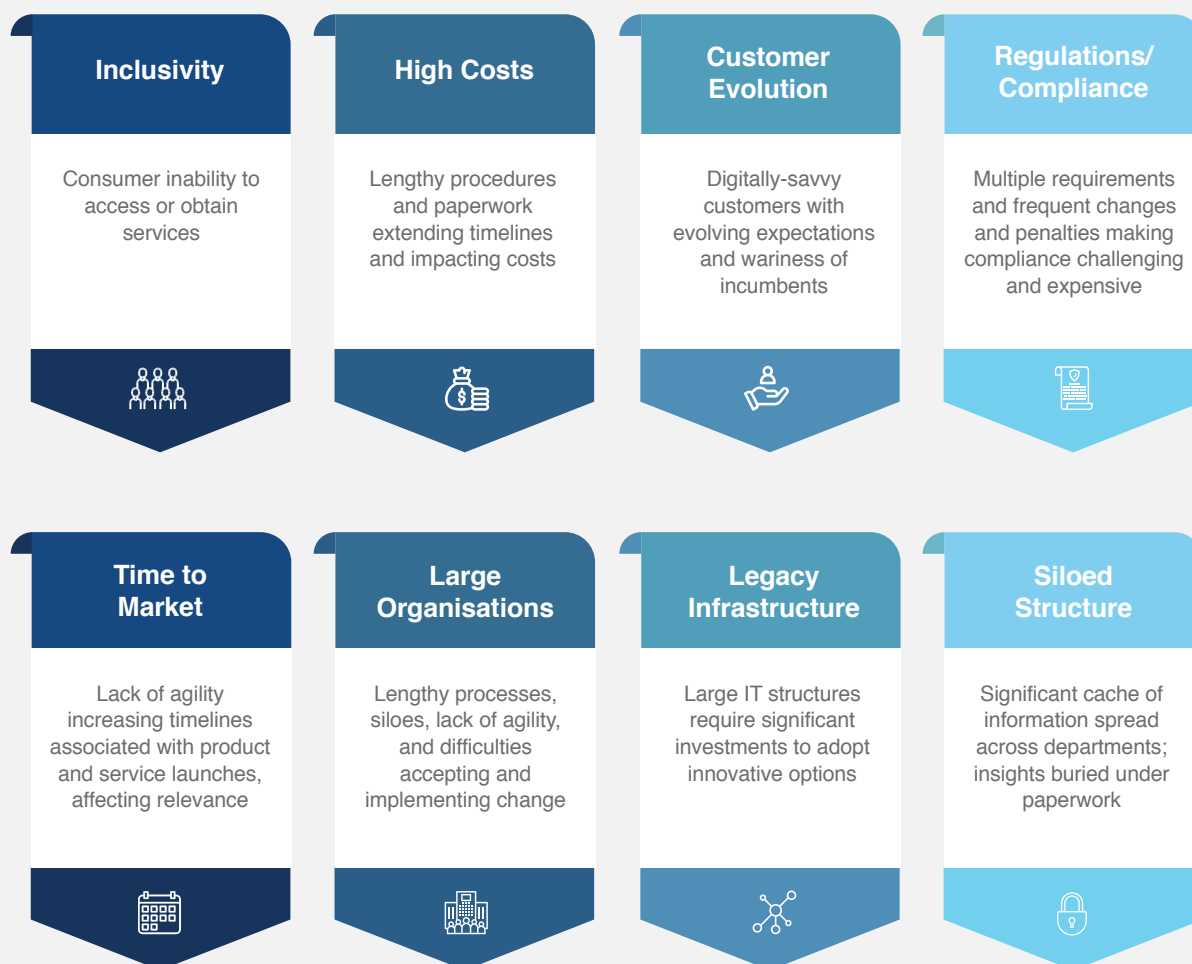 Inclusivity
Consumer inability to
access or obtain
services
High Costs
Lengthy procedures
and paperwork
extending timelines
and impacting costs
Customer
Evolution
Digitally-savvy
customers with
evolving expectations
and wariness of
incumbents
Regulations/
Compliance
Multiple requirements
and frequent changes
and penalties making
compliance challenging
and expensive
Time to
Market
Lack of agility
increasing timelines
associated with product
and service launches,
affecting relevance
Large
Organisations
Lengthy processes,
siloes, lack of agility,
and difficulties
accepting and
implementing change
Legacy
Infrastructure
Large IT structures
require significant
investments to adopt
innovative options
Siloed
Structure
Significant cache of
information spread
across departments;
insights buried under
paperwork